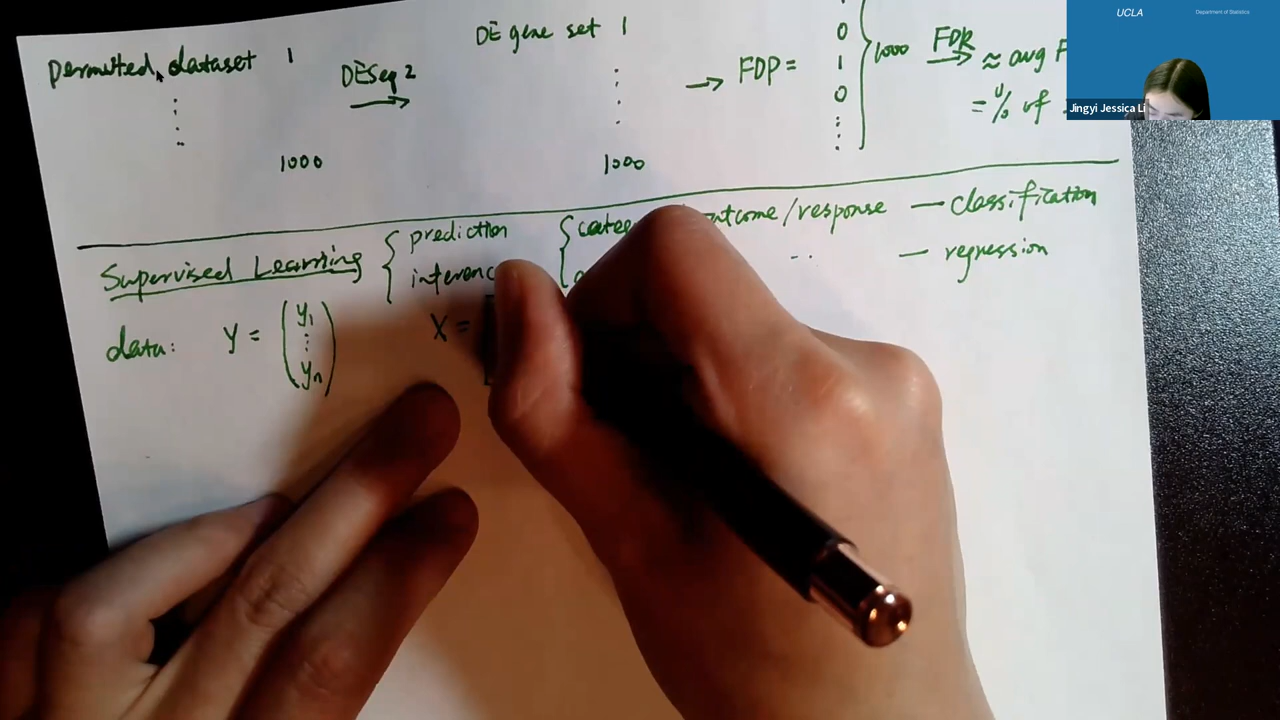 UCLA
Department of Statistics
Jingyi Jessica Li
permuted dataset 1
DESeq2
DE gene set 1
→ FDP =
0
1
0
1000
FDR
≈ avg
= % of
1000
1000
Supervised Learning
prediction
inferenc
outcome/response — classification
— regression
data: Y = (y1 ⋮ yn)
X =